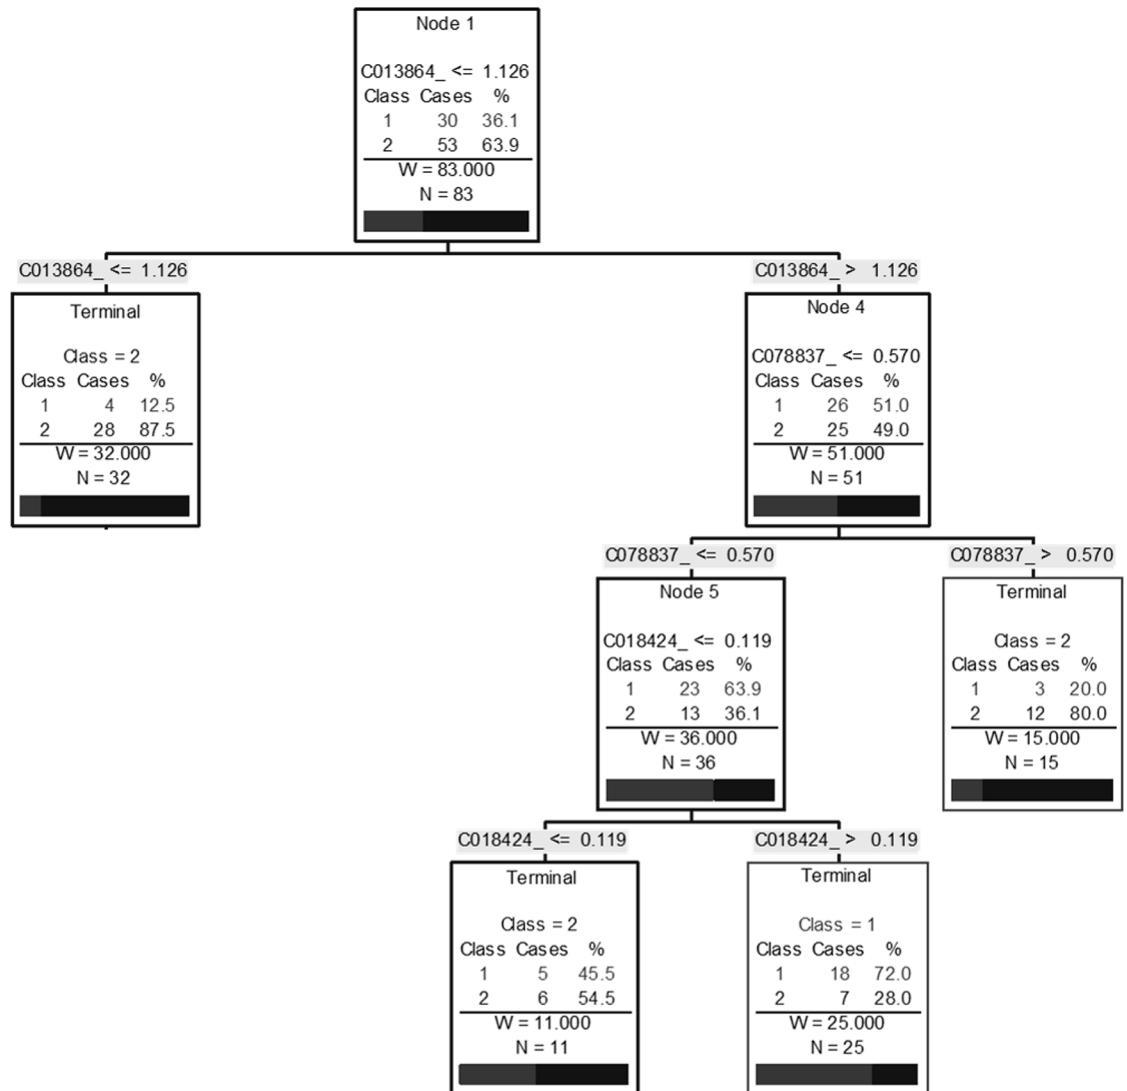 Node 1
C013864_ <= 1.126
Class Cases %
1 30 36.1
2 53 63.9
W = 83.000
N = 83
C013864_ <= 1.126
C013864_ > 1.126
Terminal
Class = 2
Class Cases %
1 4 12.5
2 28 87.5
W = 32.000
N = 32
Node 4
C078837_ <= 0.570
Class Cases %
1 26 51.0
2 25 49.0
W = 51.000
N = 51
C078837_ <= 0.570
C078837_ > 0.570
Node 5
C018424_ <= 0.119
Class Cases %
1 23 63.9
2 13 36.1
W = 36.000
N = 36
Terminal
Class = 2
Class Cases %
1 3 20.0
2 12 80.0
W = 15.000
N = 15
C018424_ <= 0.119
C018424_ > 0.119
Terminal
Class = 2
Class Cases %
1 5 45.5
2 6 54.5
W = 11.000
N = 11
Terminal
Class = 1
Class Cases %
1 18 72.0
2 7 28.0
W = 25.000
N = 25